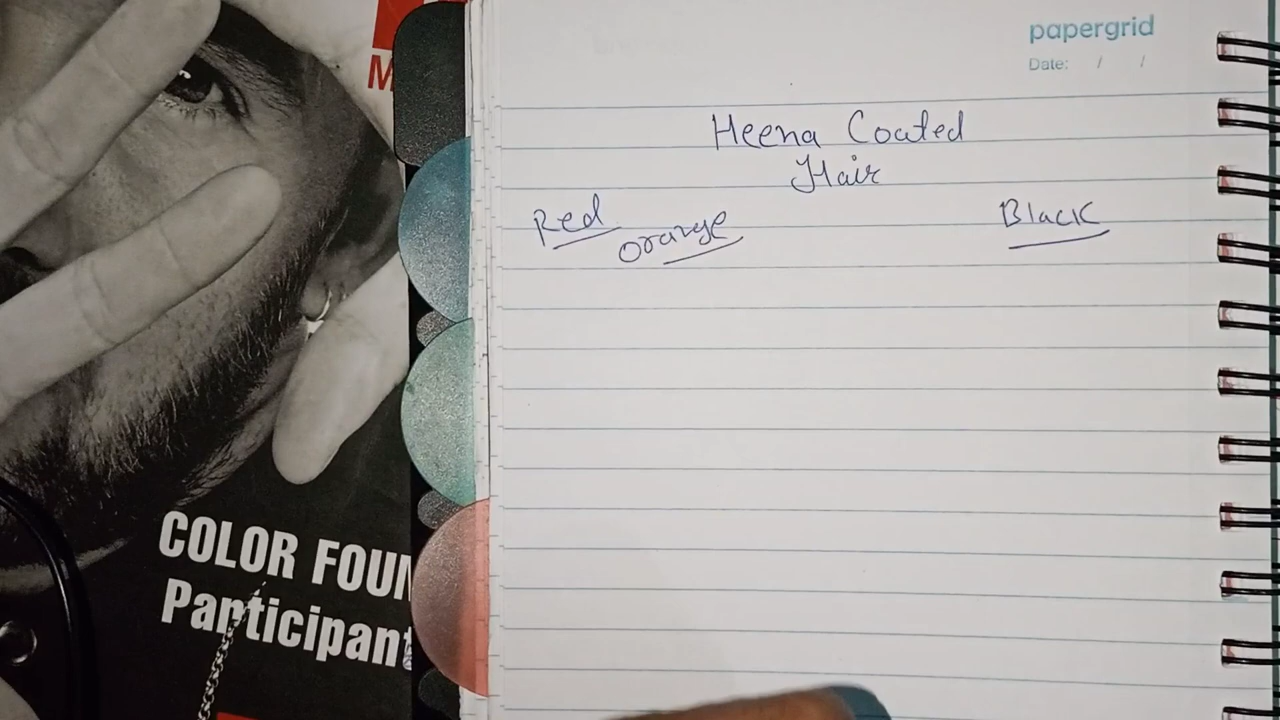 papergrid
Date: / /
Heena Coated
Hair
Red
Orange
Black
M
COLOR FOUN
Participant